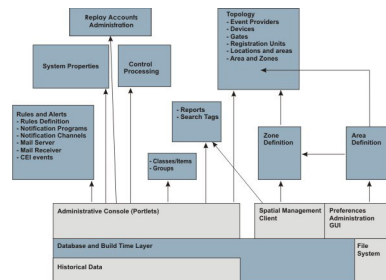 Replay Accounts
Administration
Topology
- Event Providers
- Devices
- Gates
- Registration Units
- Locations and areas
- Area and Zones
System Properties
Control
Processing
Rules and Alerts
- Rules Definition
- Notification Programs
- Notification Channels
- Mail Server
- Mail Receiver
- CEI events
- Reports
- Search Tags
- Classes/Items
- Groups
Zone
Definition
Area
Definition
Administrative Console (Portlets)
Spatial Management
Client
Preferences
Administration
GUI
Database and Build Time Layer
File
System
Historical Data